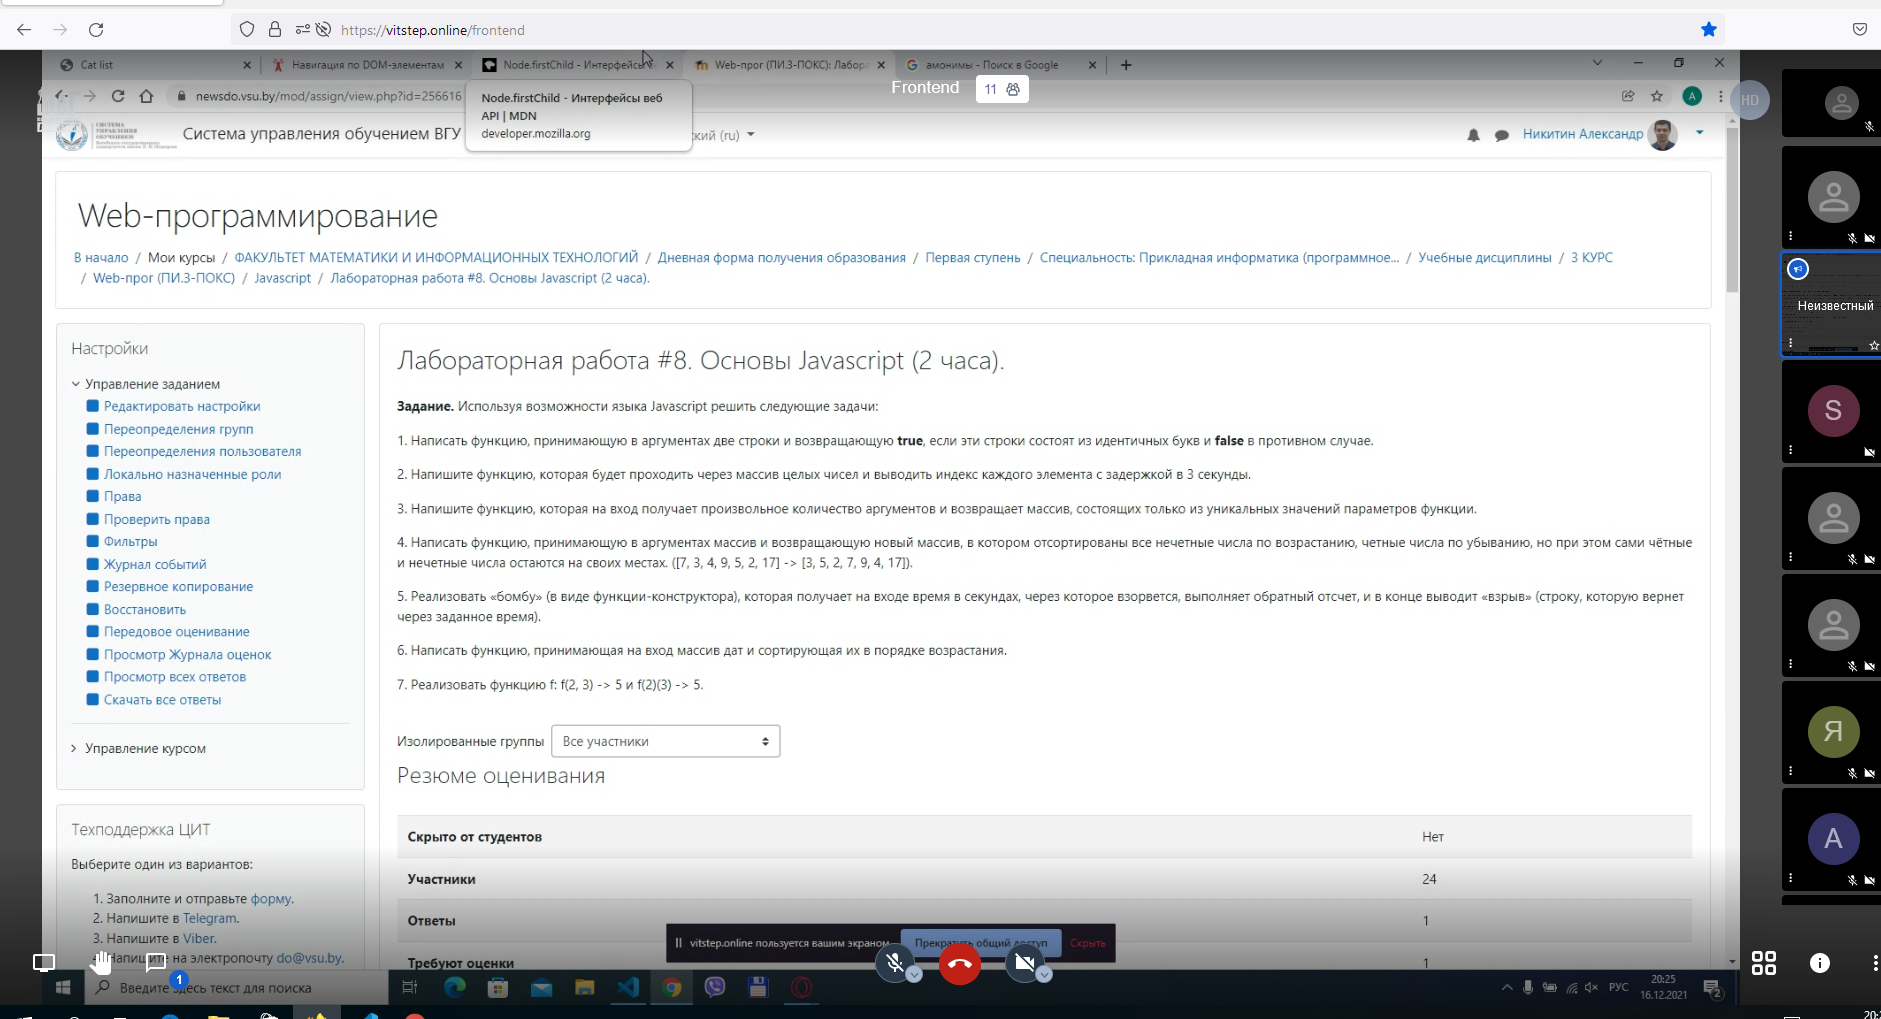 https://vitstep.online/frontend
Cat list
Навигация по DOM-элементам
Node.firstChild - Интерфейсы ве
Web-прог (ПИ.3-ПОКС): Лабора
амонимы - Поиск в Google
Frontend
11
HD
newsdo.vsu.by/mod/assign/view.php?id=256616
A
Node.firstChild - Интерфейсы веб
API | MDN
developer.mozilla.org
СИСТЕМА
УПРАВЛЕНИЯ
ОБУЧЕНИЕМ
Система управления обучением ВГУ
ский (ru)
Никитин Александр
Web-программирование
В начало / Мои курсы / ФАКУЛЬТЕТ МАТЕМАТИКИ И ИНФОРМАЦИОННЫХ ТЕХНОЛОГИЙ / Дневная форма получения образования / Первая ступень / Специальность: Прикладная информатика (программное... / Учебные дисциплины / 3 КУРС
/ Web-прог (ПИ.3-ПОКС) / Javascript / Лабораторная работа #8. Основы Javascript (2 часа).
Настройки
Управление заданием
Редактировать настройки
Переопределения групп
Переопределения пользователя
Локально назначенные роли
Права
Проверить права
Фильтры
Журнал событий
Резервное копирование
Восстановить
Передовое оценивание
Просмотр Журнала оценок
Просмотр всех ответов
Скачать все ответы
Управление курсом
Техподдержка ЦИТ
Выберите один из вариантов:
1. Заполните и отправьте форму.
2. Напишите в Telegram.
3. Напишите в Viber.
4. Напишите на электропочту do@vsu.by.
Лабораторная работа #8. Основы Javascript (2 часа).
Задание. Используя возможности языка Javascript решить следующие задачи:
1. Написать функцию, принимающую в аргументах две строки и возвращающую true, если эти строки состоят из идентичных букв и false в противном случае.
2. Напишите функцию, которая будет проходить через массив целых чисел и выводить индекс каждого элемента с задержкой в 3 секунды.
3. Напишите функцию, которая на вход получает произвольное количество аргументов и возвращает массив, состоящих только из уникальных значений параметров функции.
4. Написать функцию, принимающую в аргументах массив и возвращающую новый массив, в котором отсортированы все нечетные числа по возрастанию, четные числа по убыванию, но при этом сами чётные
и нечетные числа остаются на своих местах. ([7, 3, 4, 9, 5, 2, 17] -> [3, 5, 2, 7, 9, 4, 17]).
5. Реализовать «бомбу» (в виде функции-конструктора), которая получает на входе время в секундах, через которое взорвется, выполняет обратный отсчет, и в конце выводит «взрыв» (строку, которую вернет
через заданное время).
6. Написать функцию, принимающая на вход массив дат и сортирующая их в порядке возрастания.
7. Реализовать функцию f: f(2, 3) -> 5 и f(2)(3) -> 5.
Изолированные группы Все участники
Резюме оценивания
Скрыто от студентов Нет
Участники 24
Ответы 1
Требуют оценки 1
vitstep.online пользуется вашим экраном
Прекратить общий доступ
Скрыть
1
Введите здесь текст для поиска
РУС
20:25
16.12.2021
2
Неизвестный
S
Я
А